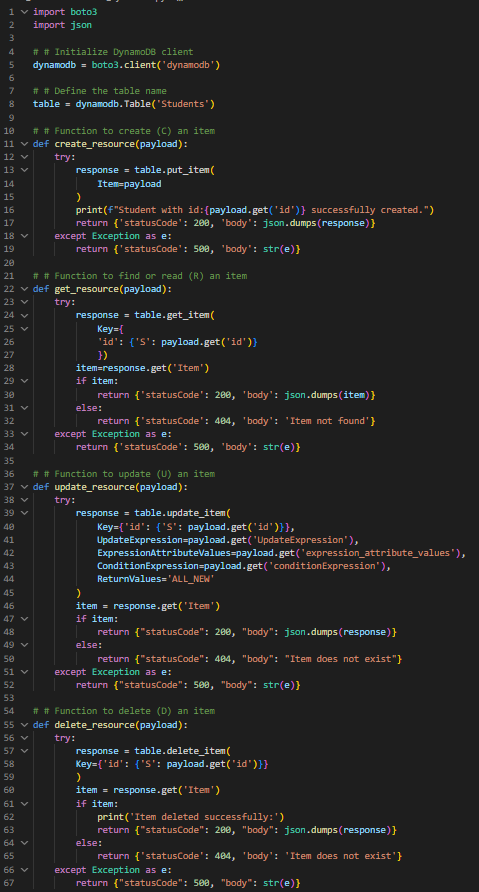 1 import boto3
2 import json
3
4 # # Initialize DynamoDB client
5 dynamodb = boto3.client('dynamodb')
6
7 # # Define the table name
8 table = dynamodb.Table('Students')
9
10 # # Function to create (C) an item
11 def create_resource(payload):
12     try:
13         response = table.put_item(
14             Item=payload
15         )
16         print(f"Student with id:{payload.get('id')} successfully created.")
17         return {'statusCode': 200, 'body': json.dumps(response)}
18     except Exception as e:
19         return {'statusCode': 500, 'body': str(e)}
20
21 # # Function to find or read (R) an item
22 def get_resource(payload):
23     try:
24         response = table.get_item(
25             Key={
26             'id': {'S': payload.get('id')}
27             })
28         item=response.get('Item')
29         if item:
30             return {'statusCode': 200, 'body': json.dumps(item)}
31         else:
32             return {'statusCode': 404, 'body': 'Item not found'}
33     except Exception as e:
34         return {'statusCode': 500, 'body': str(e)}
35
36 # # Function to update (U) an item
37 def update_resource(payload):
38     try:
39         response = table.update_item(
40             Key={'id': {'S': payload.get('id')}},
41             UpdateExpression=payload.get('UpdateExpression'),
42             ExpressionAttributeValues=payload.get('expression_attribute_values'),
43             ConditionExpression=payload.get('conditionExpression'),
44             ReturnValues='ALL_NEW'
45         )
46         item = response.get('Item')
47         if item:
48             return {"statusCode": 200, "body": json.dumps(response)}
49         else:
50             return {"statusCode": 404, "body": "Item does not exist"}
51     except Exception as e:
52         return {"statusCode": 500, "body": str(e)}
53
54 # # Function to delete (D) an item
55 def delete_resource(payload):
56     try:
57         response = table.delete_item(
58         Key={'id': {'S': payload.get('id')}}
59         )
60         item = response.get('Item')
61         if item:
62             print('Item deleted successfully:')
63             return {"statusCode": 200, "body": json.dumps(response)}
64         else:
65             return {'statusCode': 404, 'body': 'Item does not exist'}
66     except Exception as e:
67         return {"statusCode": 500, "body": str(e)}